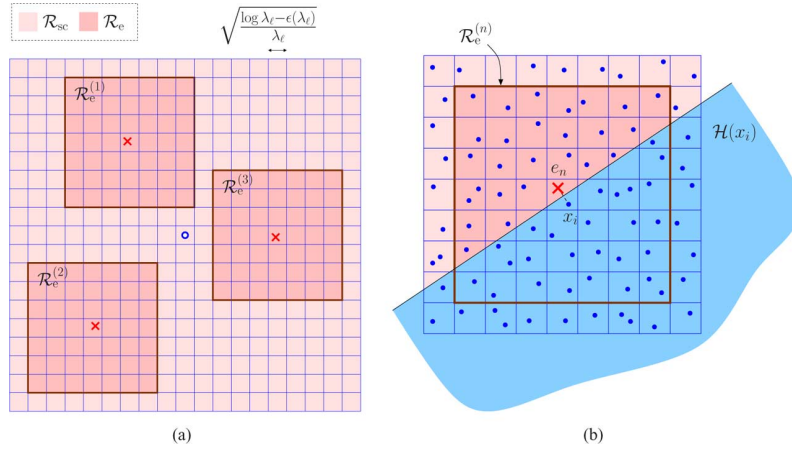 R_sc R_e
√((log λ_ℓ−ϵ(λ_ℓ))/λ_ℓ)
R_e^(1)
R_e^(3)
R_e^(2)
(a)
R_e^(n)
H(x_i)
e_n
x_i
(b)